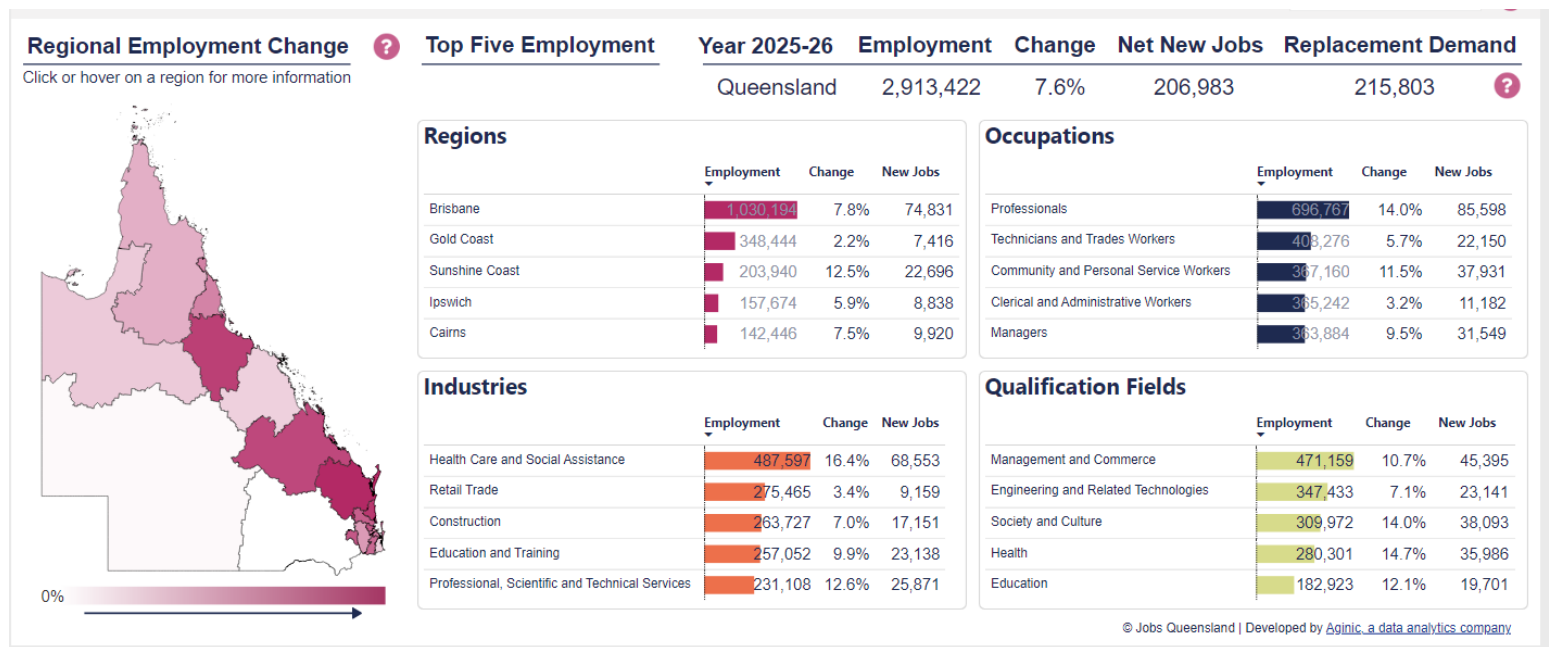 Regional Employment Change ?
Click or hover on a region for more information
0%
Top Five Employment
Year 2025-26 Employment Change Net New Jobs Replacement Demand
Queensland 2,913,422 7.6% 206,983 215,803 ?
Regions
Employment Change New Jobs
Brisbane 1,030,194 7.8% 74,831
Gold Coast 348,444 2.2% 7,416
Sunshine Coast 203,940 12.5% 22,696
Ipswich 157,674 5.9% 8,838
Cairns 142,446 7.5% 9,920
Occupations
Employment Change New Jobs
Professionals 696,767 14.0% 85,598
Technicians and Trades Workers 408,276 5.7% 22,150
Community and Personal Service Workers 367,160 11.5% 37,931
Clerical and Administrative Workers 365,242 3.2% 11,182
Managers 363,884 9.5% 31,549
Industries
Employment Change New Jobs
Health Care and Social Assistance 487,597 16.4% 68,553
Retail Trade 275,465 3.4% 9,159
Construction 263,727 7.0% 17,151
Education and Training 257,052 9.9% 23,138
Professional, Scientific and Technical Services 231,108 12.6% 25,871
Qualification Fields
Employment Change New Jobs
Management and Commerce 471,159 10.7% 45,395
Engineering and Related Technologies 347,433 7.1% 23,141
Society and Culture 309,972 14.0% 38,093
Health 280,301 14.7% 35,986
Education 182,923 12.1% 19,701
© Jobs Queensland | Developed by Aginic, a data analytics company